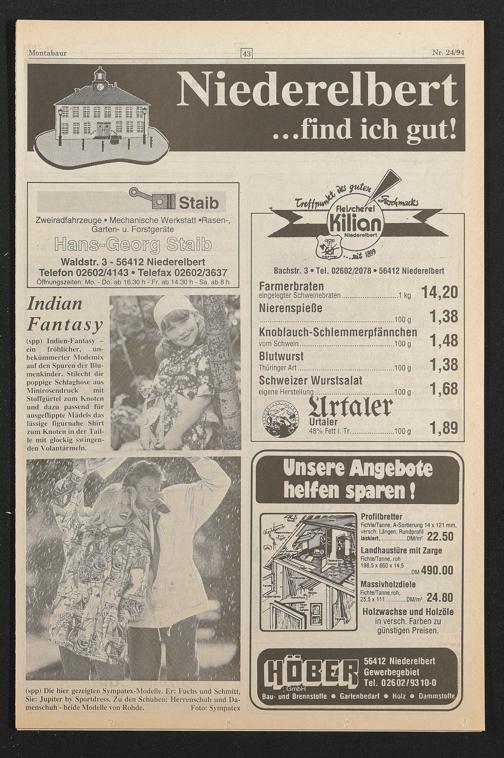 Montabaur
43
Nr. 24/94
Niederelbert
...find ich gut!
Staib
Zweiradfahrzeuge • Mechanische Werkstatt •Rasen-,
Garten- u. Forstgeräte
Hans-Georg Staib
Waldstr. 3 - 56412 Niederelbert
Telefon 02602/4143 • Telefax 02602/3637
Öffnungszeiten: Mo. - Do. ab 16.30 h - Fr. ab 14.30 h - Sa. ab 8 h
Indian
Fantasy
(spp) Indien-Fantasy –
ein fröhlicher, un-
bekümmerter Modemix
auf den Spuren der Blu-
menkinder. Stilecht die
poppige Schlaghose aus
Minirosendruck mit
Stoffgürtel zum Knoten
und dazu passend für
ausgeflippte Mädels das
lässige figurnahe Shirt
zum Knoten in der Tail-
le mit glockig swingen-
den Volantärmeln.
(spp) Die hier gezeigten Sympatex-Modelle. Er: Fuchs und Schmitt,
Sie: Jupiter by Sportdress. Zu den Schuhen: Herrenschuh und Da-
menschuh - beide Modelle von Rohde. Foto: Sympatex
Treffpunkt des guten Geschmacks
Fleischerei
Kilian
Niederelbert
...seit 1899
Bachstr. 3 • Tel. 02602/2078 • 56412 Niederelbert
Farmerbraten
eingelegter Schweinebraten 1 kg 14,20
Nierenspieße
100 g 1,38
Knoblauch-Schlemmerpfännchen
vom Schwein 100 g 1,48
Blutwurst
Thüringer Art 100 g 1,38
Schweizer Wurstsalat
eigene Herstellung 100 g 1,68
Urtaler
Urtaler
48% Fett i. Tr. 100 g 1,89
Unsere Angebote
helfen sparen !
Profilbretter
Fichte/Tanne, A-Sortierung 14 x 121 mm,
versch. Längen, Rundprofil
lasiert, DM/m² 22.50
Landhaustüre mit Zarge
Fichte/Tanne, roh
198,5 x 860 x 14.5
DM 490.00
Massivholzdiele
Fichte/Tanne, roh,
25,5 x 111 DM/m² 24.80
Holzwachse und Holzöle
in versch. Farben zu
günstigen Preisen.
HÖBER
GmbH
56412 Niederelbert
Gewerbegebiet
Tel. 02602/9310-0
Bau- und Brennstoffe • Gartenbedarf • Holz • Dämmstoffe